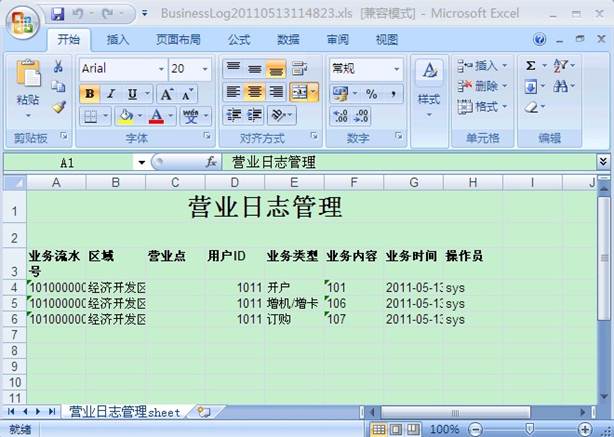 BusinessLog20110513114823.xls [兼容模式] - Microsoft Excel
开始 插入 页面布局 公式 数据 审阅 视图
Arial 20 常规 插入 Σ
粘贴 B I U A A % , 样式 删除
格式
剪贴板 字体 对齐方式 数字 单元格 编辑
A1 fx 营业日志管理
A B C D E F G H I J
1 营业日志管理
2
3 业务流水号 区域 营业点 用户ID 业务类型 业务内容 业务时间 操作员
4 101000000 经济开发区 1011 开户 101 2011-05-13 sys
5 101000000 经济开发区 1011 增机/增卡 106 2011-05-13 sys
6 101000000 经济开发区 1011 订购 107 2011-05-13 sys
7
8
9
10
11
营业日志管理sheet
就绪 100%